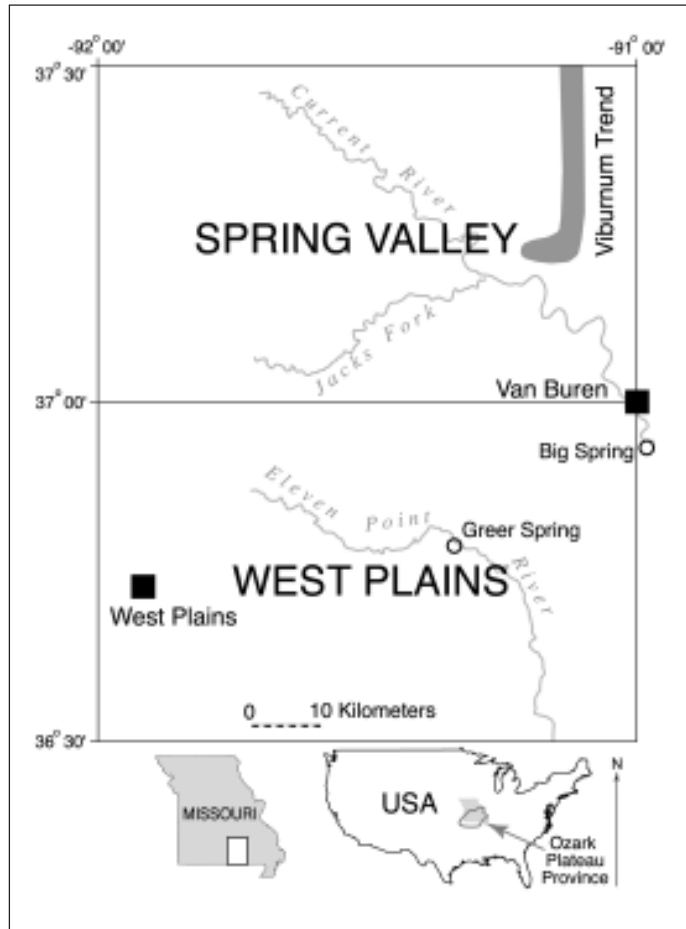 -92° 00'
-91° 00'
37° 30'
Current River
Viburnum Trend
SPRING VALLEY
Jacks Fork
Van Buren
37° 00'
Big Spring
Eleven Point River
Greer Spring
WEST PLAINS
West Plains
0 10 Kilometers
36° 30'
MISSOURI
USA
N
Ozark
Plateau
Province